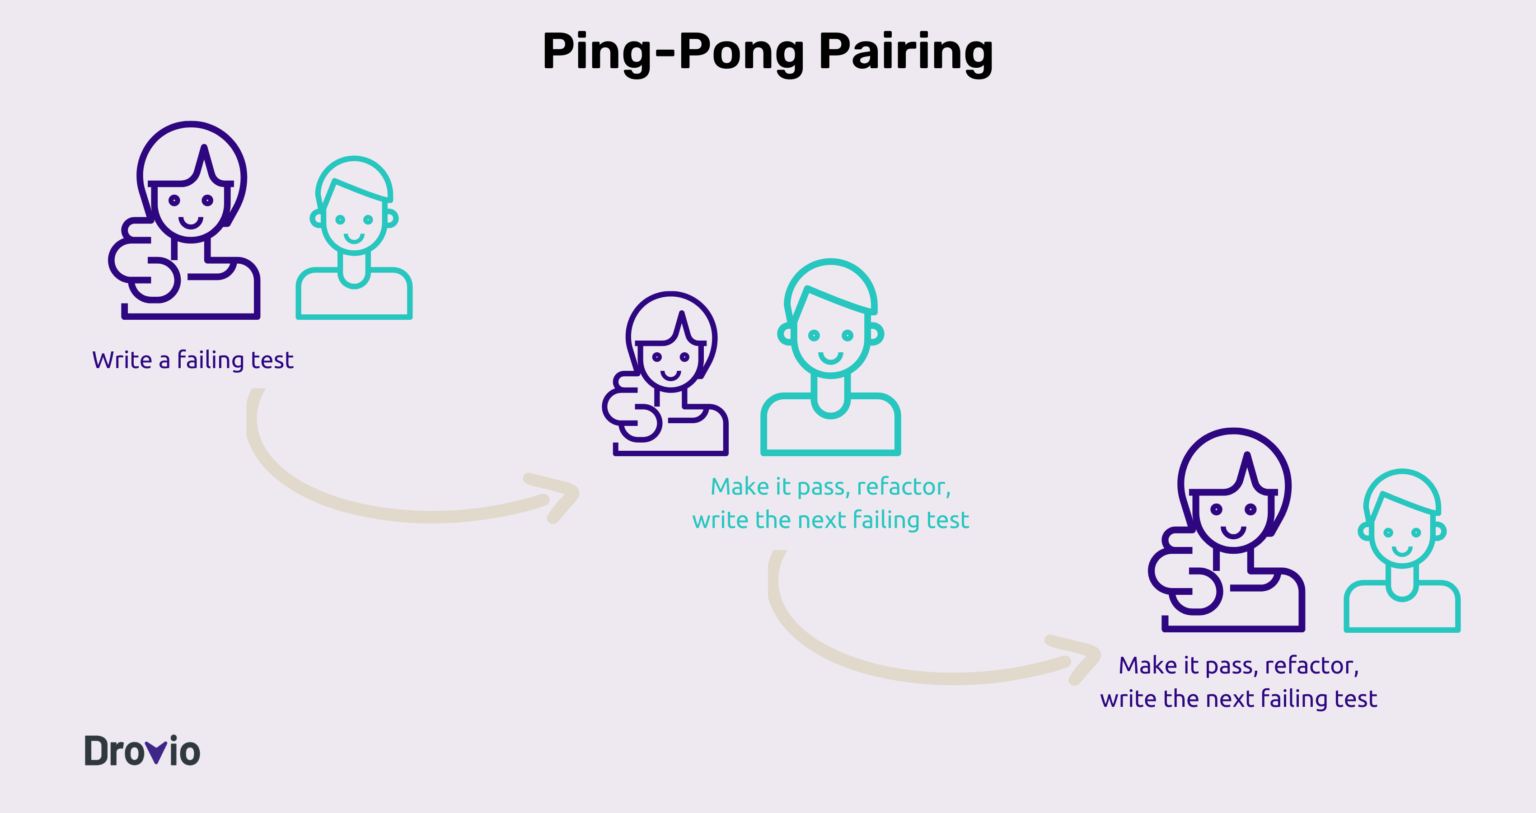 Ping-Pong Pairing
Write a failing test
Make it pass, refactor,
write the next failing test
Make it pass, refactor,
write the next failing test
Drovio